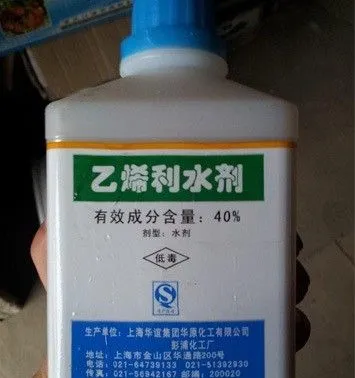 乙烯利水剂
有效成分含量: 40%
剂型: 水剂
低毒
生产单位: 上海华谊集团华原化工有限公司
彭浦化工厂
地址: 上海市金山区华通路200号
电话: 021-64739133 021-51392930
传真: 021-56942167 邮编: 200020